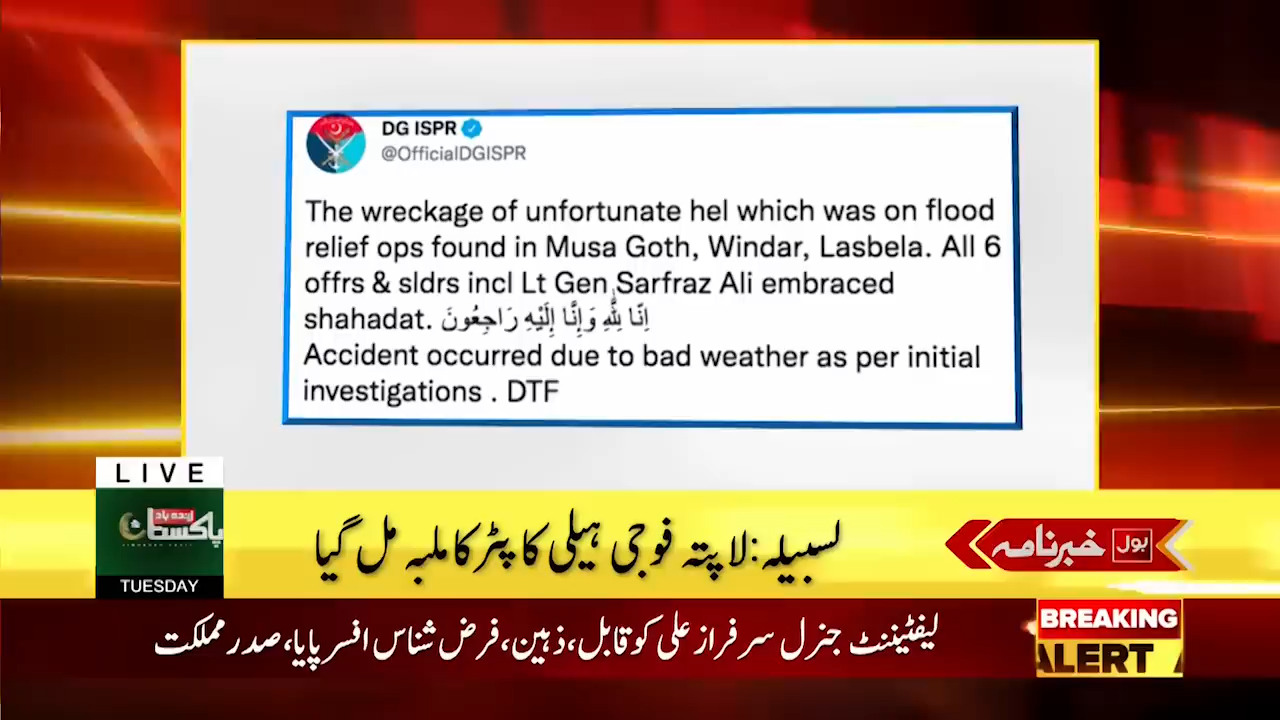 DG ISPR
@OfficialDGISPR
The wreckage of unfortunate hel which was on flood
relief ops found in Musa Goth, Windar, Lasbela. All 6
offrs & sldrs incl Lt Gen Sarfraz Ali embraced
shahadat. اِنّا لِلّٰهِ وَإِنَّا إِلَيْهِ رَاجِعُونَ
Accident occurred due to bad weather as per initial
investigations . DTF
LIVE
زندہ باد
پاکستان
TUESDAY
لسبیلہ:لاپتہ فوجی ہیلی کاپٹر کا ملبہ مل گیا
بول خبرنامہ
لیفٹیننٹ جنرل سرفراز علی کو قابل،ذہین،فرض شناس افسر پایا،صدر مملکت
BREAKING
ALERT